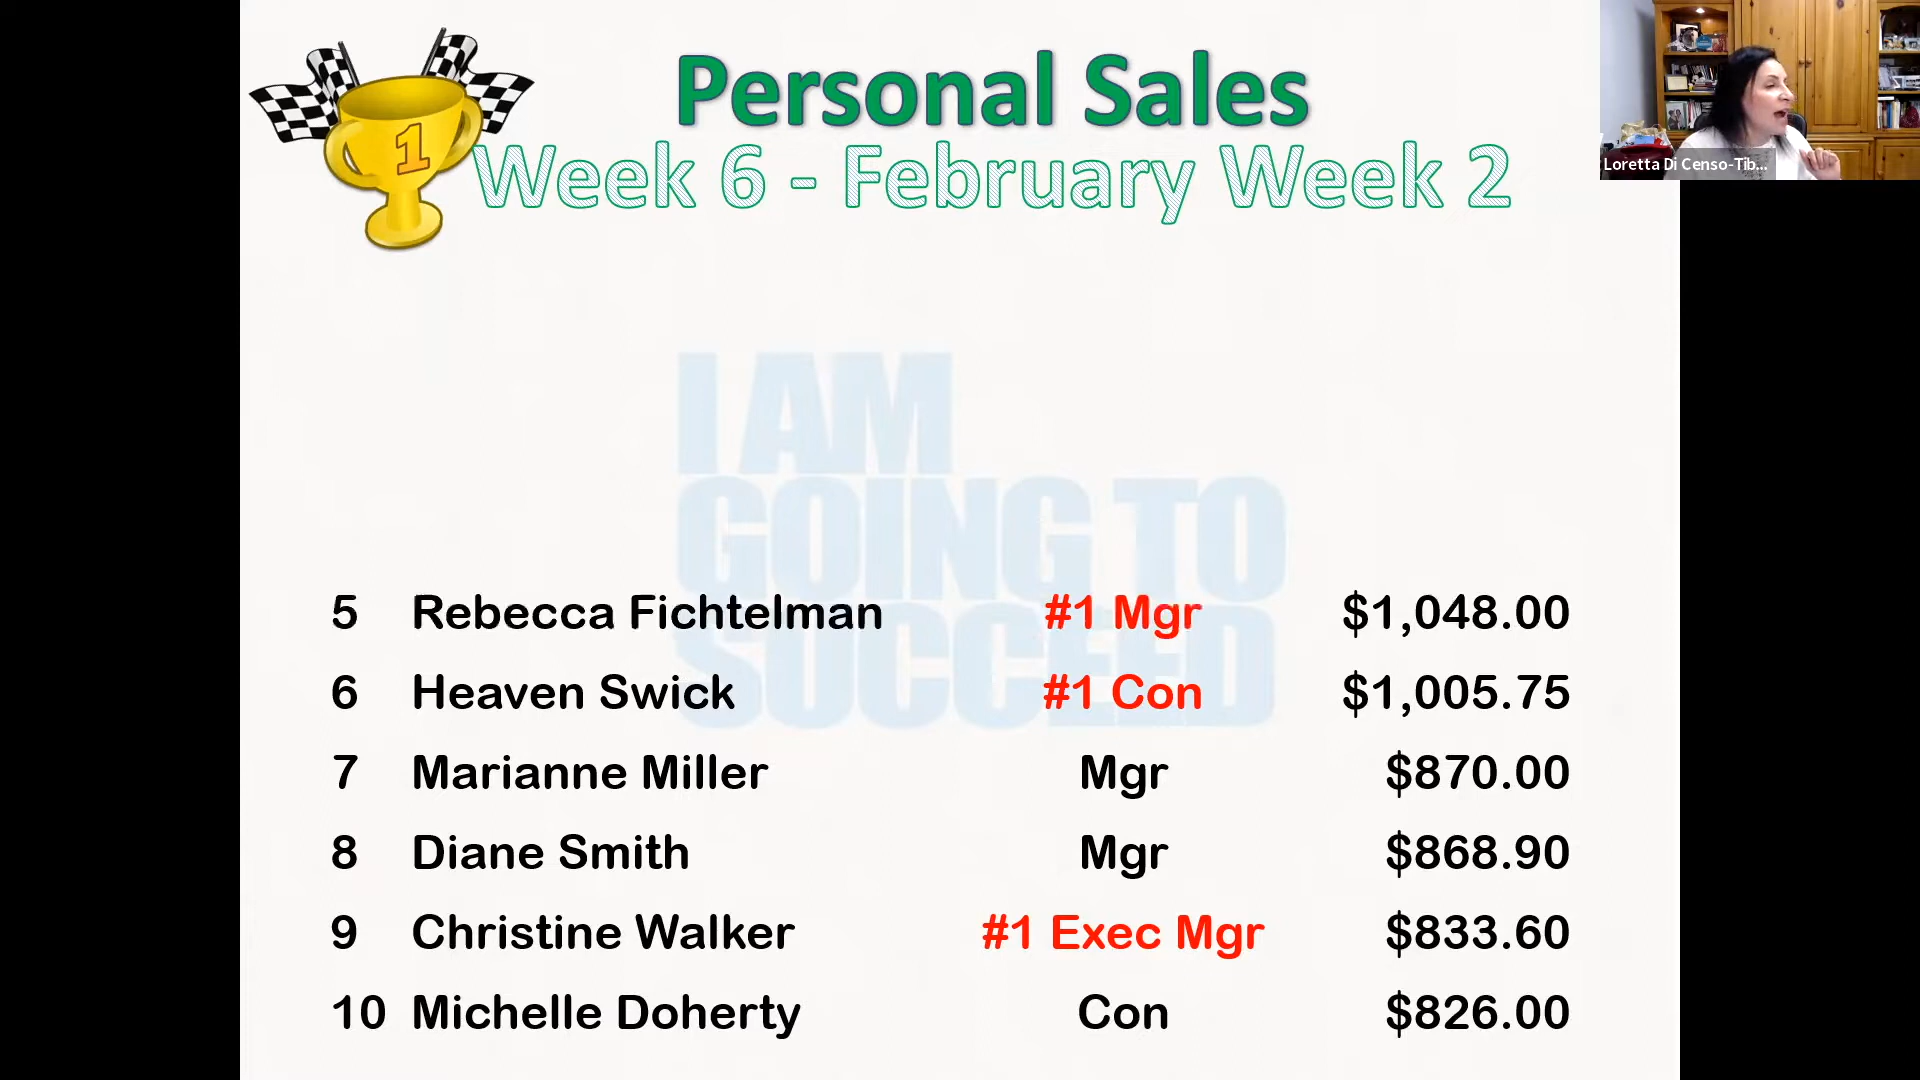 Personal Sales
Week 6 - February Week 2
1
Loretta Di Censo-Tib...
I AM
GOING TO
SUCCEED
5 Rebecca Fichtelman #1 Mgr $1,048.00
6 Heaven Swick #1 Con $1,005.75
7 Marianne Miller Mgr $870.00
8 Diane Smith Mgr $868.90
9 Christine Walker #1 Exec Mgr $833.60
10 Michelle Doherty Con $826.00